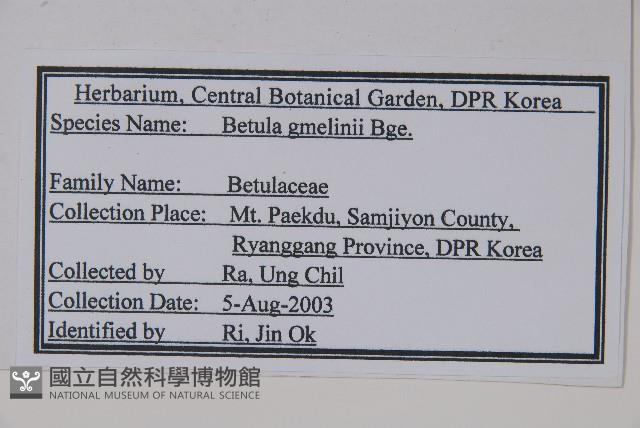 Herbarium, Central Botanical Garden, DPR Korea
Species Name: Betula gmelinii Bge.
Family Name: Betulaceae
Collection Place: Mt. Paekdu, Samjiyon County,
Ryanggang Province, DPR Korea
Collected by Ra, Ung Chil
Collection Date: 5-Aug-2003
Identified by Ri, Jin Ok
國立自然科學博物館
NATIONAL MUSEUM OF NATURAL SCIENCE